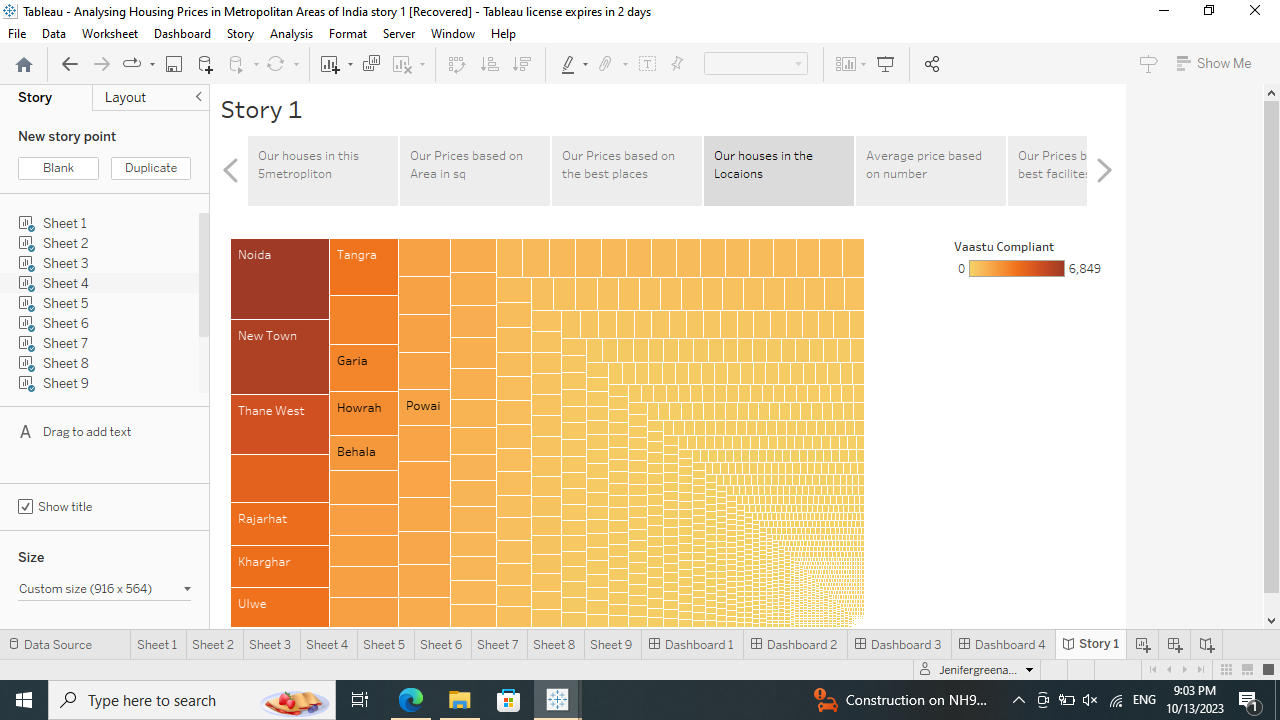 Tableau - Analysing Housing Prices in Metropolitan Areas of India story 1 [Recovered] - Tableau license expires in 2 days
File Data Worksheet Dashboard Story Analysis Format Server Window Help
Show Me
Story Layout
New story point
Blank Duplicate
Sheet 1
Sheet 2
Sheet 3
Sheet 4
Sheet 5
Sheet 6
Sheet 7
Sheet 8
Sheet 9
A Drag to add text
Show title
Size
Custom size (916 x 564)
Story 1
Our houses in this
5metropliton
Our Prices based on
Area in sq
Our Prices based on
the best places
Our houses in the
Locaions
Average price based
on number
Our Prices b
best facilites
Noida
New Town
Thane West
Rajarhat
Kharghar
Ulwe
Tangra
Garia
Howrah
Behala
Powai
Vaastu Compliant
0 6,849
Data Source Sheet 1 Sheet 2 Sheet 3 Sheet 4 Sheet 5 Sheet 6 Sheet 7 Sheet 8 Sheet 9 Dashboard 1 Dashboard 2 Dashboard 3 Dashboard 4 Story 1
Jenifergreena...
Type here to search
Construction on NH9...
ENG
9:03 PM
10/13/2023
1